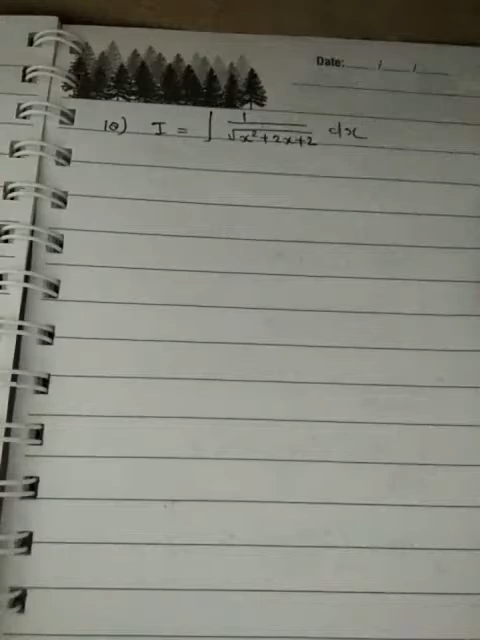 Date: / /
10) I = ∫ 1/√x²+2x+2 dx